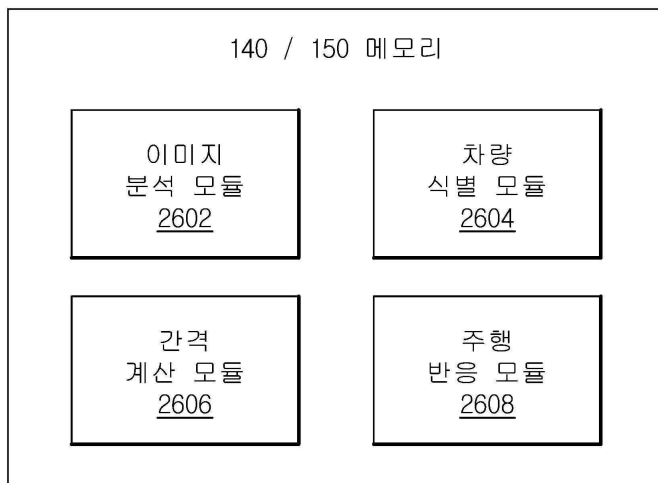 140 / 150 메모리
이미지
분석 모듈
2602
차량
식별 모듈
2604
간격
계산 모듈
2606
주행
반응 모듈
2608